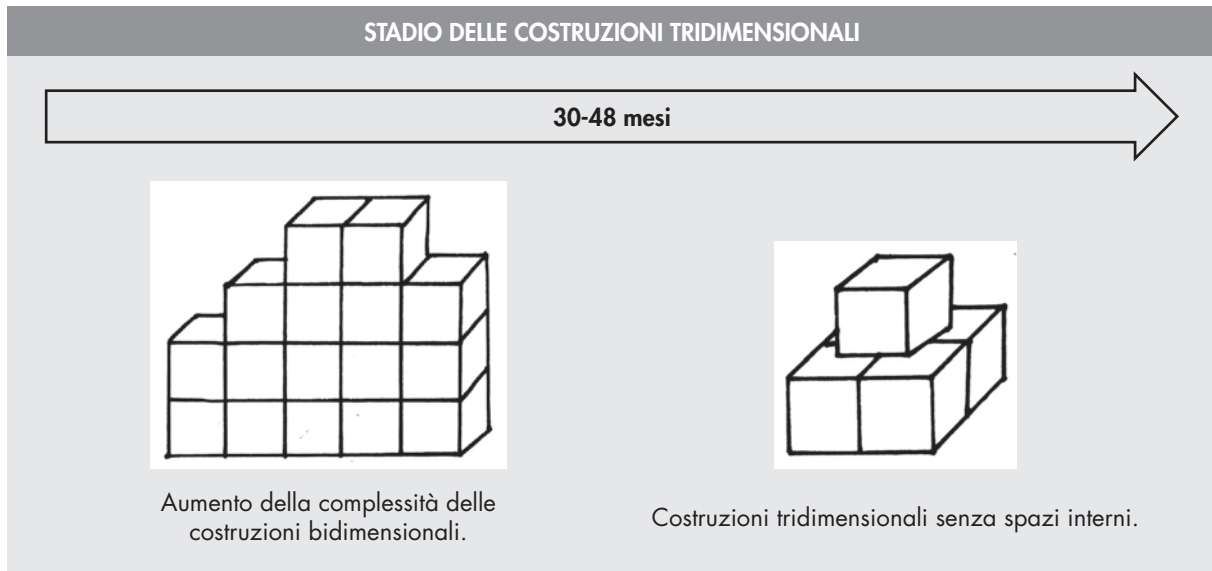 STADIO DELLE COSTRUZIONI TRIDIMENSIONALI
30-48 mesi
Aumento della complessità delle
costruzioni bidimensionali.
Costruzioni tridimensionali senza spazi interni.